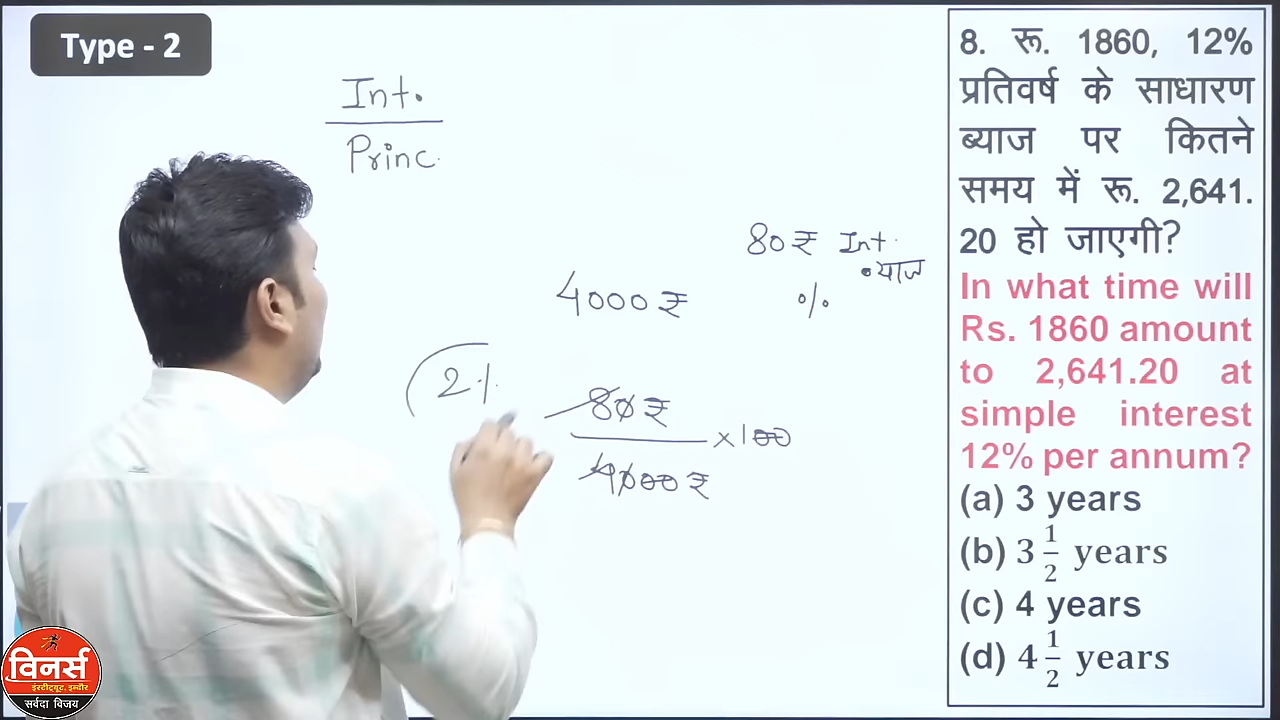 Type - 2
Int.
Princ.
80 ₹ Int.
ब्याज
4000 ₹
%
2%
80 ₹
4000 ₹
×100
8. रू. 1860, 12%
प्रतिवर्ष के साधारण
ब्याज पर कितने
समय में रू. 2,641.
20 हो जाएगी?
In what time will
Rs. 1860 amount
to 2,641.20 at
simple interest
12% per annum?
(a) 3 years
(b) 3 1/2 years
(c) 4 years
(d) 4 1/2 years
विनर्स
इंस्टीट्यूट, इन्दौर
सर्वदा विजय